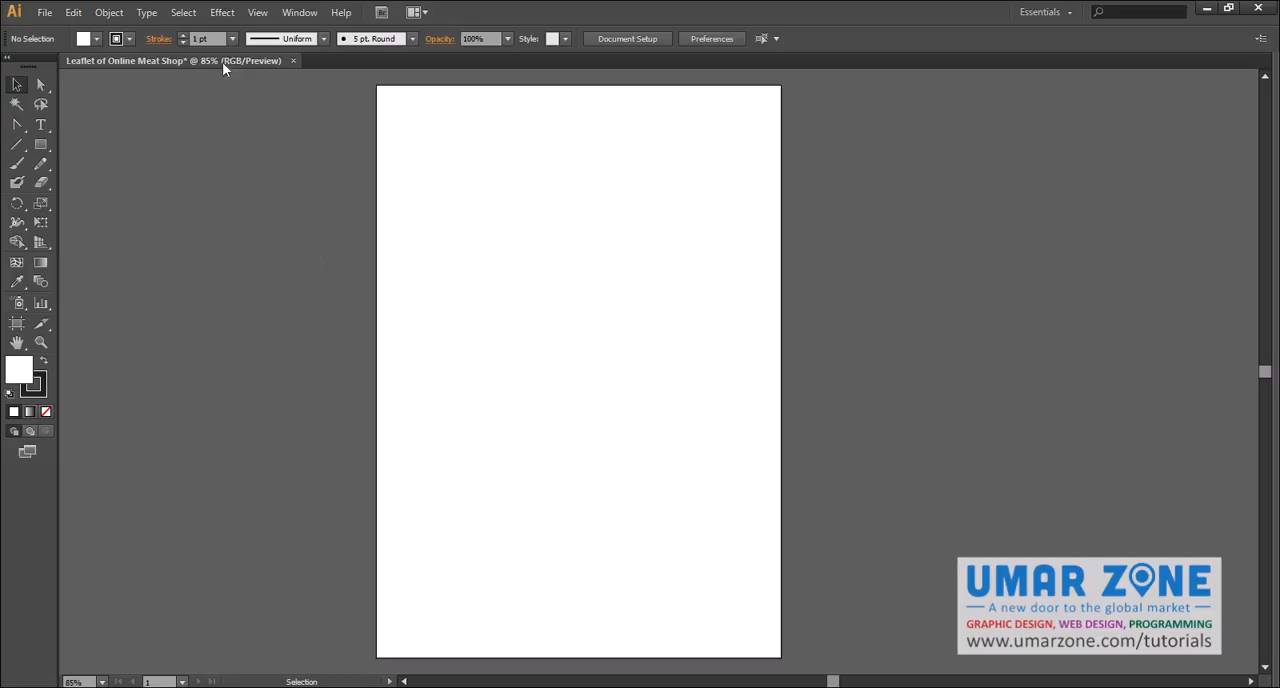 Ai File Edit Object Type Select Effect View Window Help Br Essentials
No Selection Stroke: 1 pt Uniform 5 pt. Round Opacity: 100% Style: Document Setup Preferences
Leaflet of Online Meat Shop* @ 85% (RGB/Preview) ×
T
UMAR ZONE
A new door to the global market
GRAPHIC DESIGN, WEB DESIGN, PROGRAMMING
www.umarzone.com/tutorials
85% 1 Selection